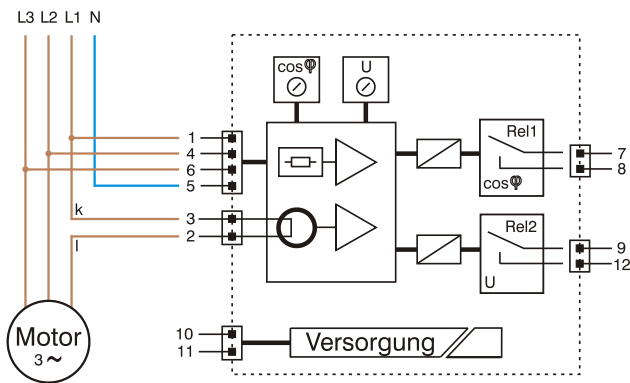 L3 L2 L1 N
cosφ
U
1
4
6
5
k
3
l
2
Rel1
cosφ
7
8
Rel2
U
9
12
Motor
3~
10
11
Versorgung